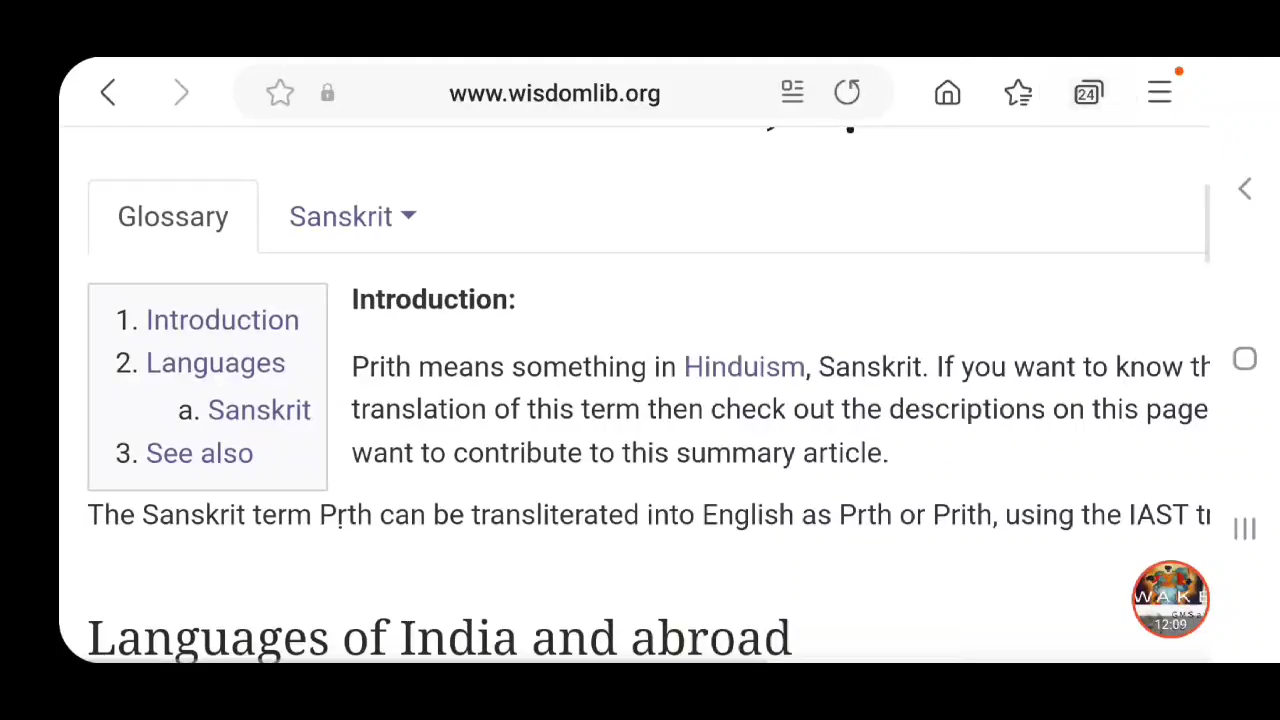 www.wisdomlib.org
24
Glossary
Sanskrit
1. Introduction
2. Languages
a. Sanskrit
3. See also
Introduction:
Prith means something in Hinduism, Sanskrit. If you want to know th
translation of this term then check out the descriptions on this page
want to contribute to this summary article.
The Sanskrit term Pṛth can be transliterated into English as Prth or Prith, using the IAST tr
Languages of India and abroad
WAKE
12:09